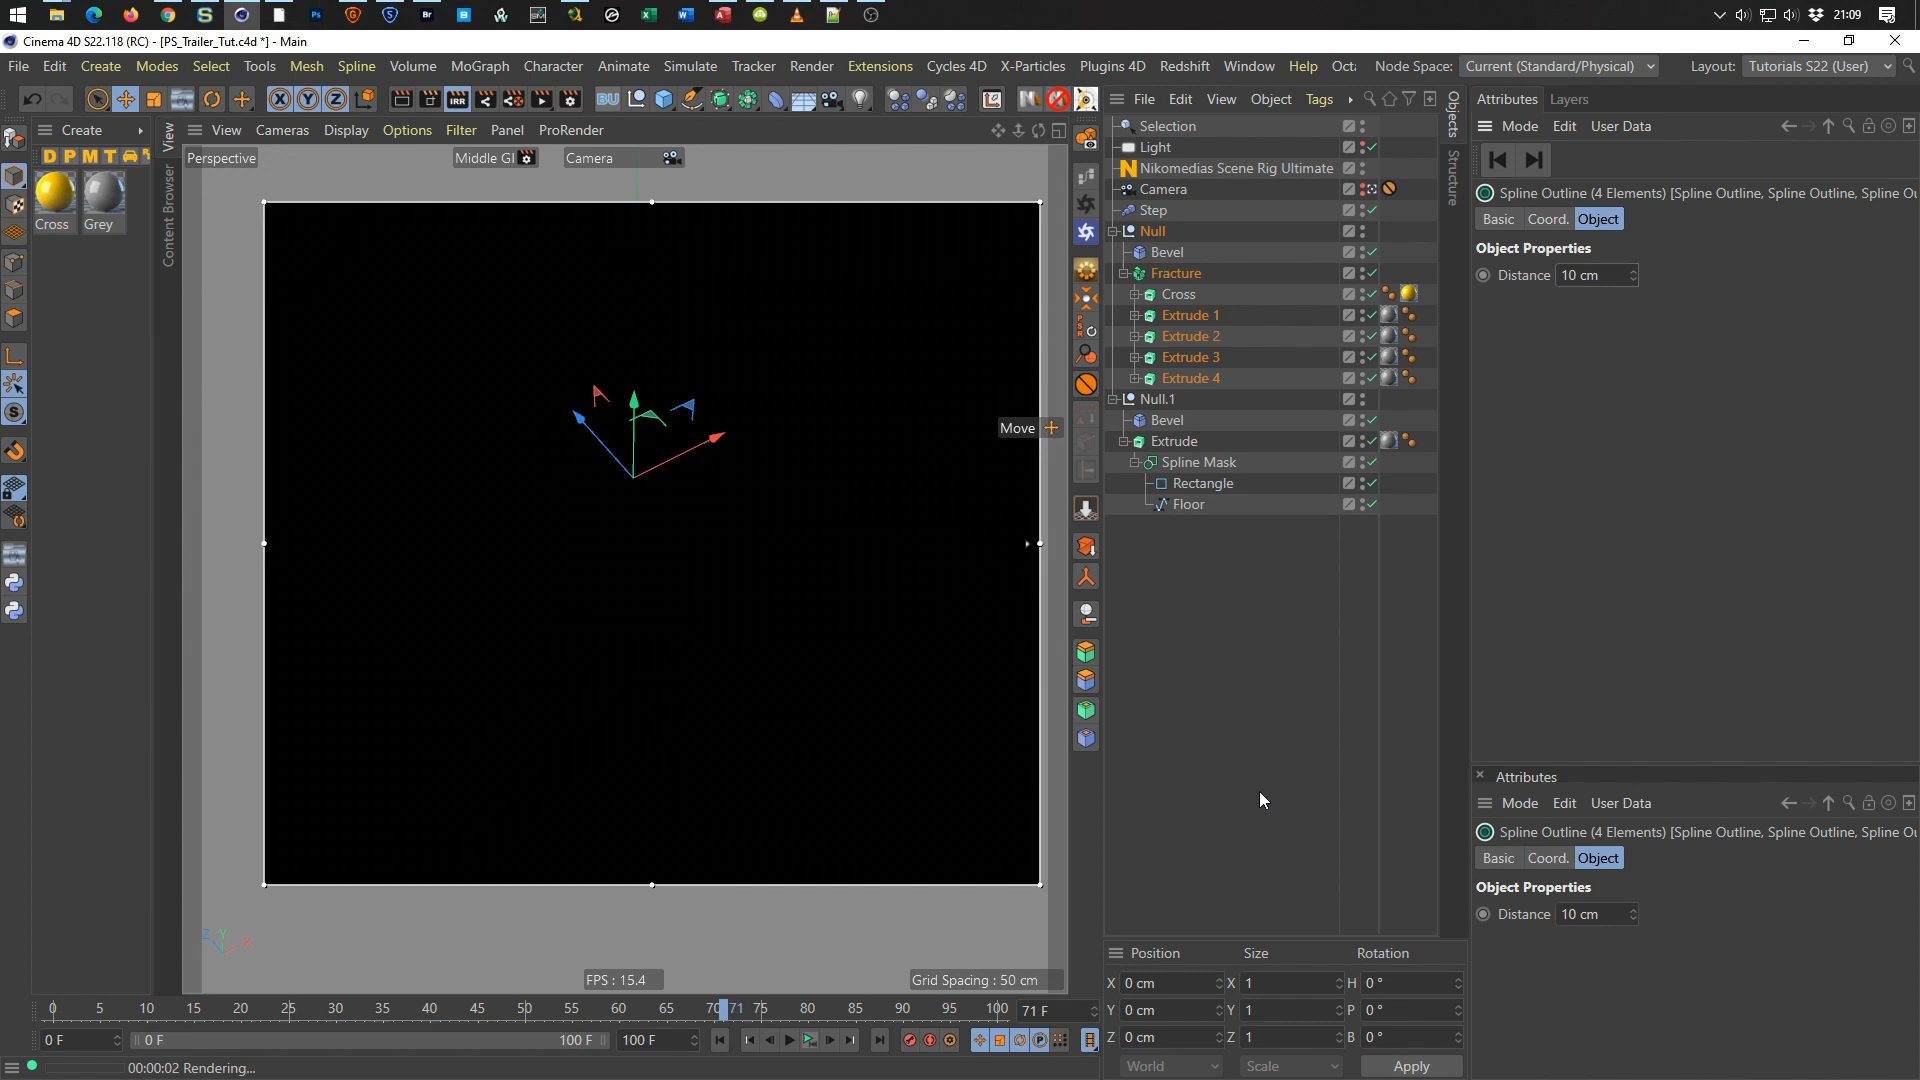 21:09
Cinema 4D S22.118 (RC) - [PS_Trailer_Tut.c4d *] - Main
File Edit Create Modes Select Tools Mesh Spline Volume MoGraph Character Animate Simulate Tracker Render Extensions Cycles 4D X-Particles Plugins 4D Redshift Window Help Octa Node Space: Current (Standard/Physical) Layout: Tutorials S22 (User)
File Edit View Object Tags
Attributes Layers
Create
View Cameras Display Options Filter Panel ProRender
Mode Edit User Data
D P M T
Perspective
Middle GI
Camera
View
Content Browser
Cross
Grey
Move
FPS : 15.4
Grid Spacing : 50 cm
Objects
Structure
Selection
Light
Nikomedias Scene Rig Ultimate
Camera
Step
Null
Bevel
Fracture
Cross
Extrude 1
Extrude 2
Extrude 3
Extrude 4
Null.1
Bevel
Extrude
Spline Mask
Rectangle
Floor
Spline Outline (4 Elements) [Spline Outline, Spline Outline, Spline Ou
Basic Coord. Object
Object Properties
Distance 10 cm
Attributes
Mode Edit User Data
Spline Outline (4 Elements) [Spline Outline, Spline Outline, Spline Ou
Basic Coord. Object
Object Properties
Distance 10 cm
Position Size Rotation
X 0 cm X 1 H 0 °
Y 0 cm Y 1 P 0 °
Z 0 cm Z 1 B 0 °
World Scale Apply
0 5 10 15 20 25 30 35 40 45 50 55 60 65 70 71 75 80 85 90 95 100 71 F
0 F 0 F 100 F 100 F
00:00:02 Rendering...